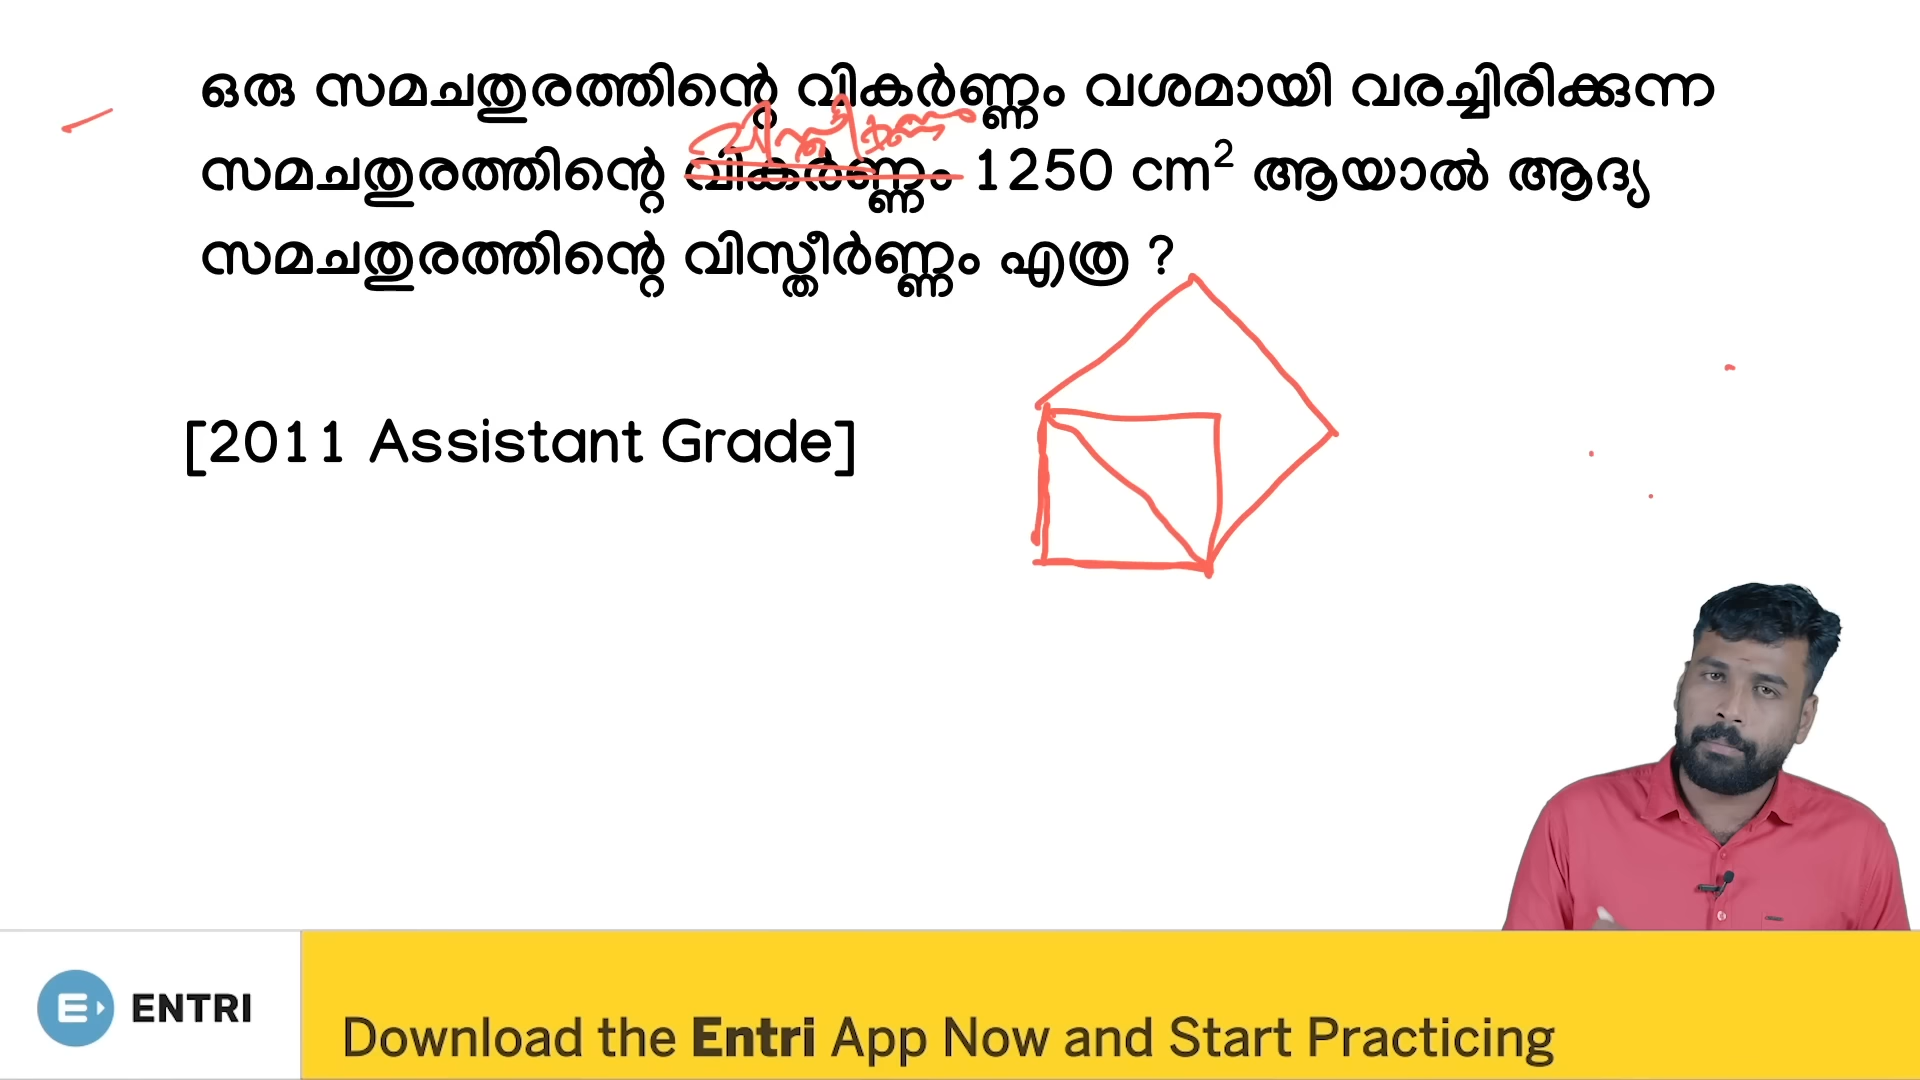 ഒരു സമചതുരത്തിന്റെ വികർണ്ണം വശമായി വരച്ചിരിക്കുന്ന
വിസ്തീർണ്ണം
സമചതുരത്തിന്റെ വികർണ്ണം 1250 cm² ആയാൽ ആദ്യ
സമചതുരത്തിന്റെ വിസ്തീർണ്ണം എത്ര ?
[2011 Assistant Grade]
ENTRI
Download the Entri App Now and Start Practicing